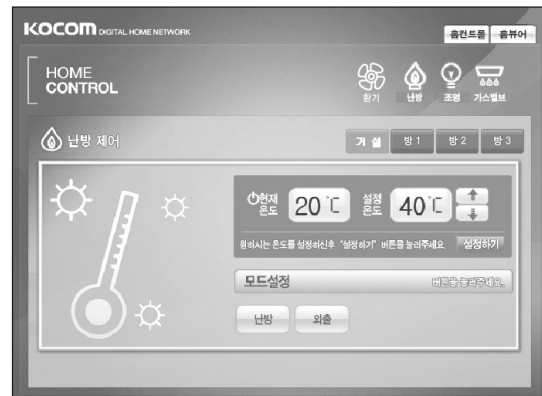 KOCOM DIGITAL HOME NETWORK
홈컨트롤 홈뷰어
HOME
CONTROL
환기 난방 조명 가스밸브
난방 제어
거 실 방 1 방 2 방 3
현재
온도 20 ℃ 설정
온도 40 ℃
원하시는 온도를 설정하신후 "설정하기" 버튼을 눌러주세요. 설정하기
모드설정 버튼을 눌러주세요.
난방 외출